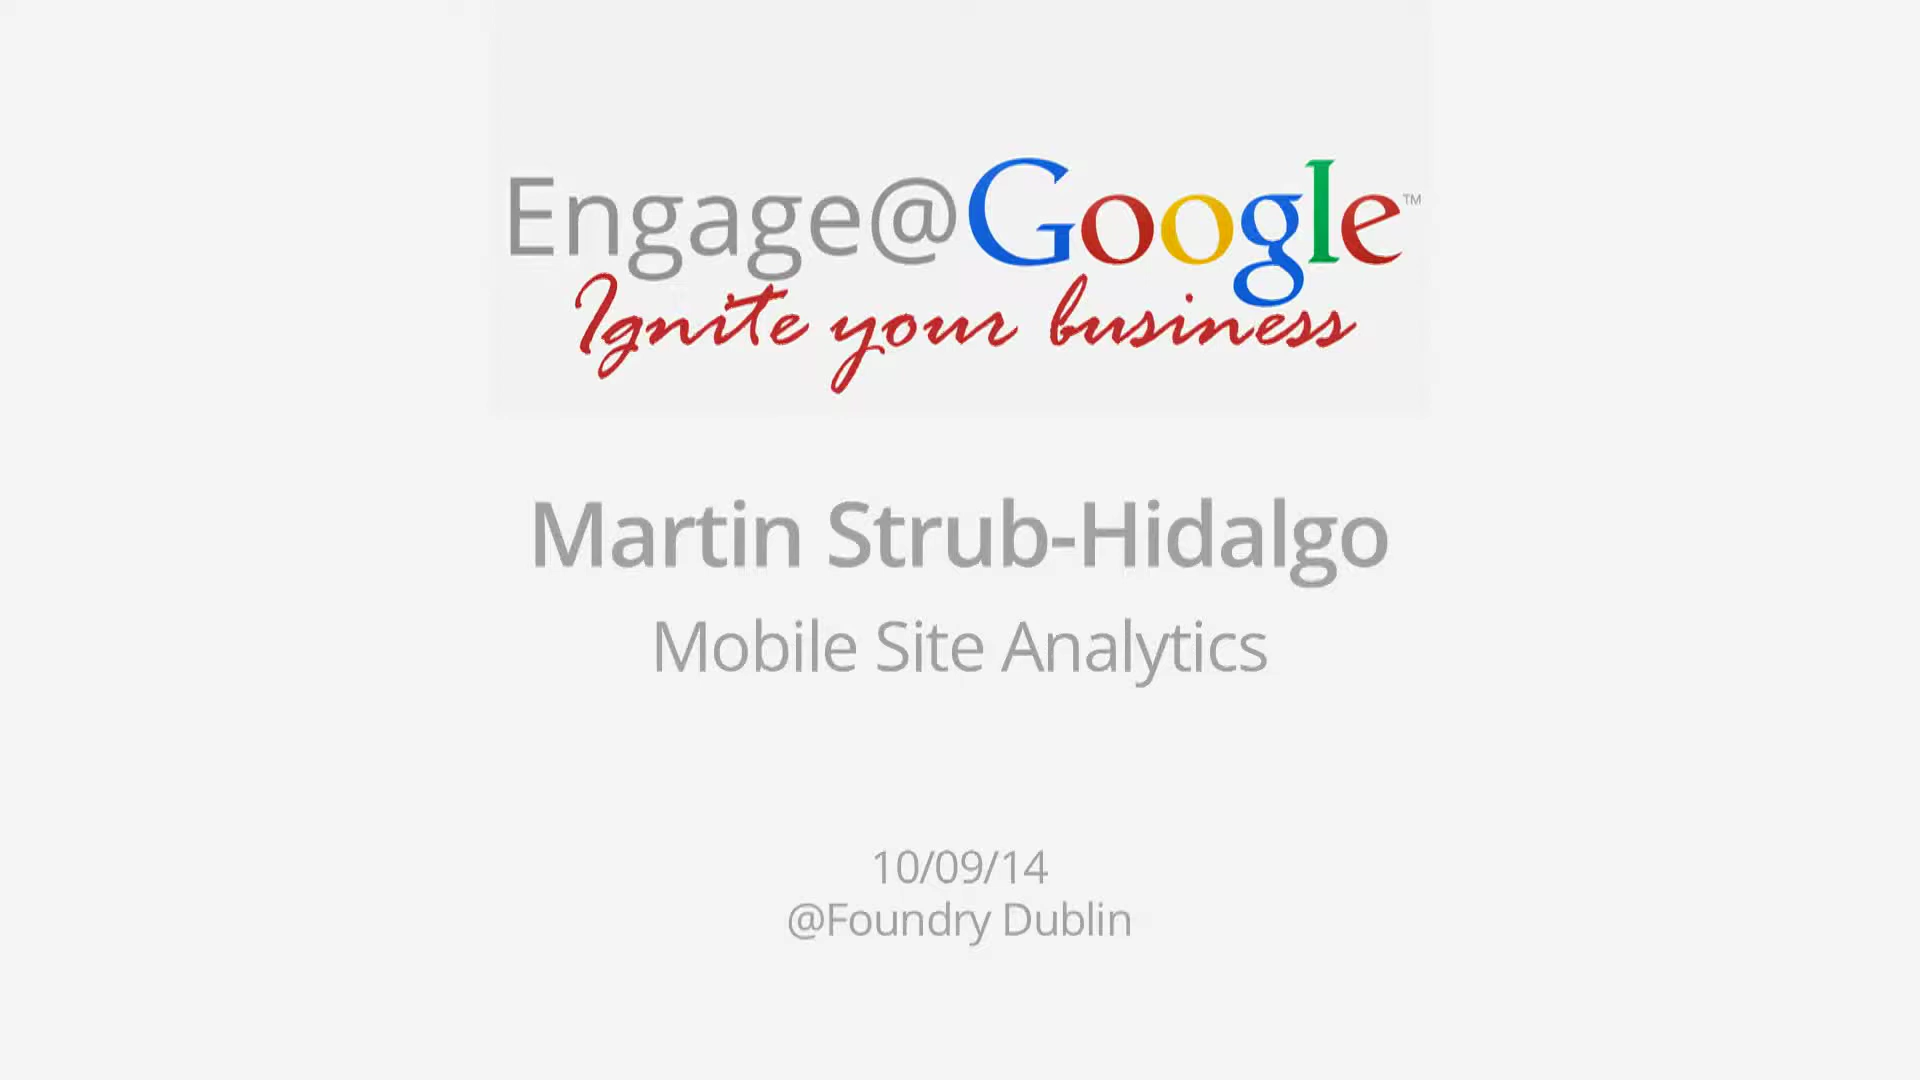 Engage@Google™
Ignite your business
Martin Strub-Hidalgo
Mobile Site Analytics
10/09/14
@Foundry Dublin